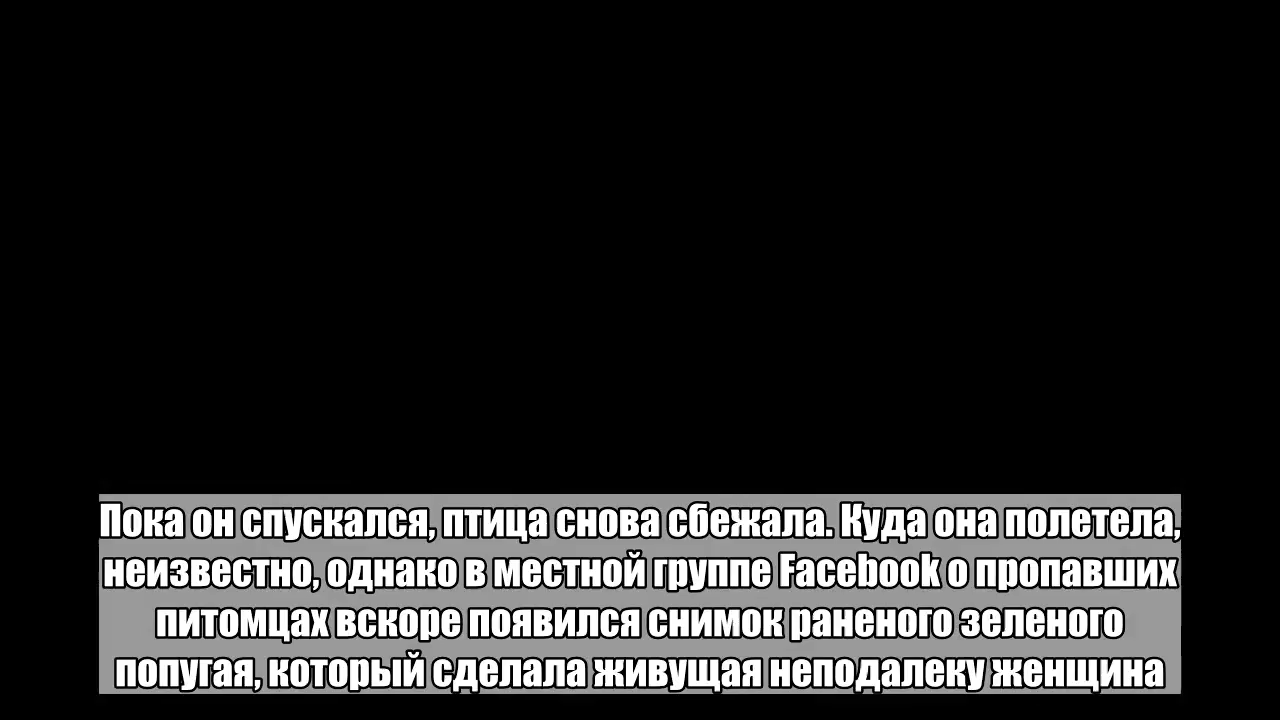 Пока он спускался, птица снова сбежала. Куда она полетела,
неизвестно, однако в местной группе Facebook о пропавших
питомцах вскоре появился снимок раненого зеленого
попугая, который сделала живущая неподалеку женщина